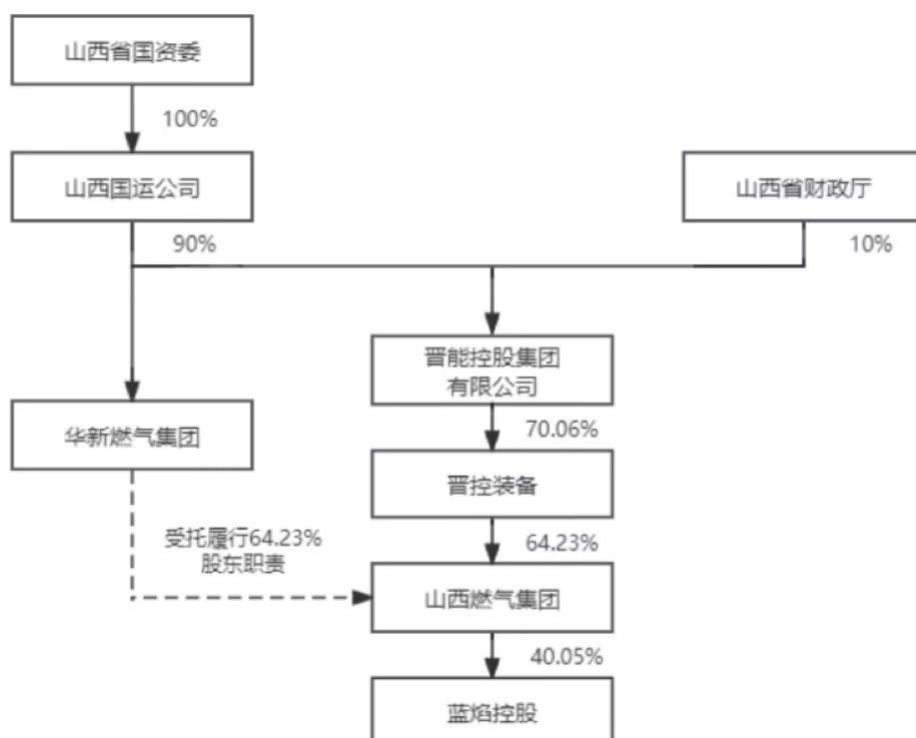 山西省国资委
100%
山西国运公司
山西省财政厅
90%
10%
晋能控股集团
有限公司
华新燃气集团
70.06%
晋控装备
受托履行64.23%
股东职责
64.23%
山西燃气集团
40.05%
蓝焰控股